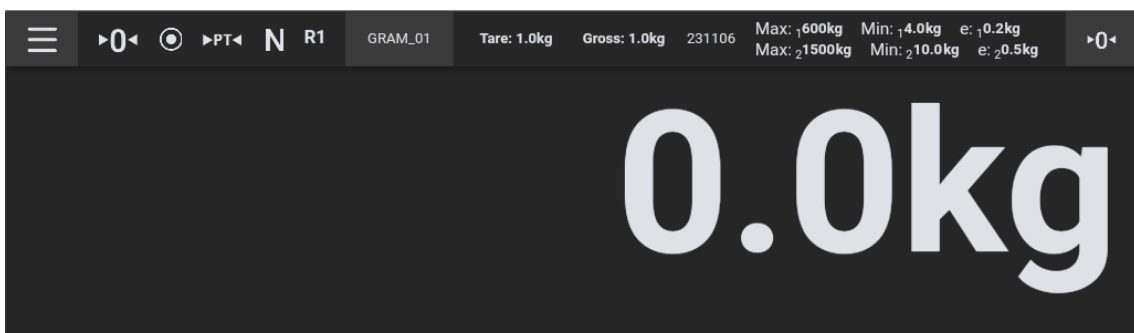 ▸0◂ ▸PT◂ N R1 GRAM_01 Tare: 1.0kg Gross: 1.0kg 231106 Max: ₁600kg Min: ₁4.0kg e: ₁0.2kg ▸0◂
Max: ₂1500kg Min: ₂10.0kg e: ₂0.5kg
0.0kg